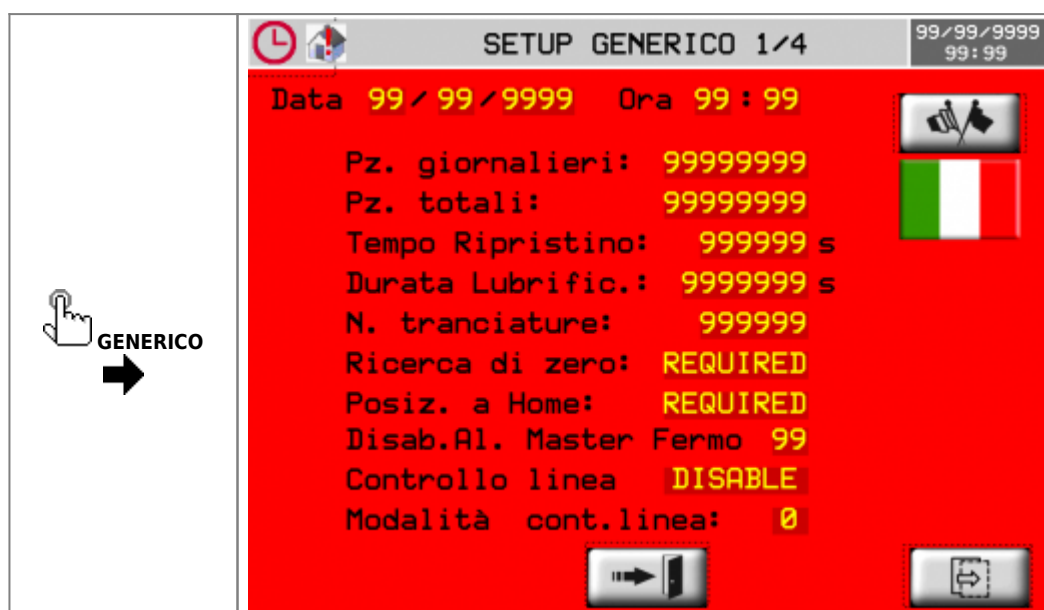 GENERICO
SETUP GENERICO 1/4
99/99/9999
99:99
Data 99/99/9999 Ora 99:99
Pz. giornalieri: 99999999
Pz. totali: 99999999
Tempo Ripristino: 999999 s
Durata Lubrific.: 9999999 s
N. tranciature: 999999
Ricerca di zero: REQUIRED
Posiz. a Home: REQUIRED
Disab.Al. Master Fermo 99
Controllo linea DISABLE
Modalità cont.linea: 0